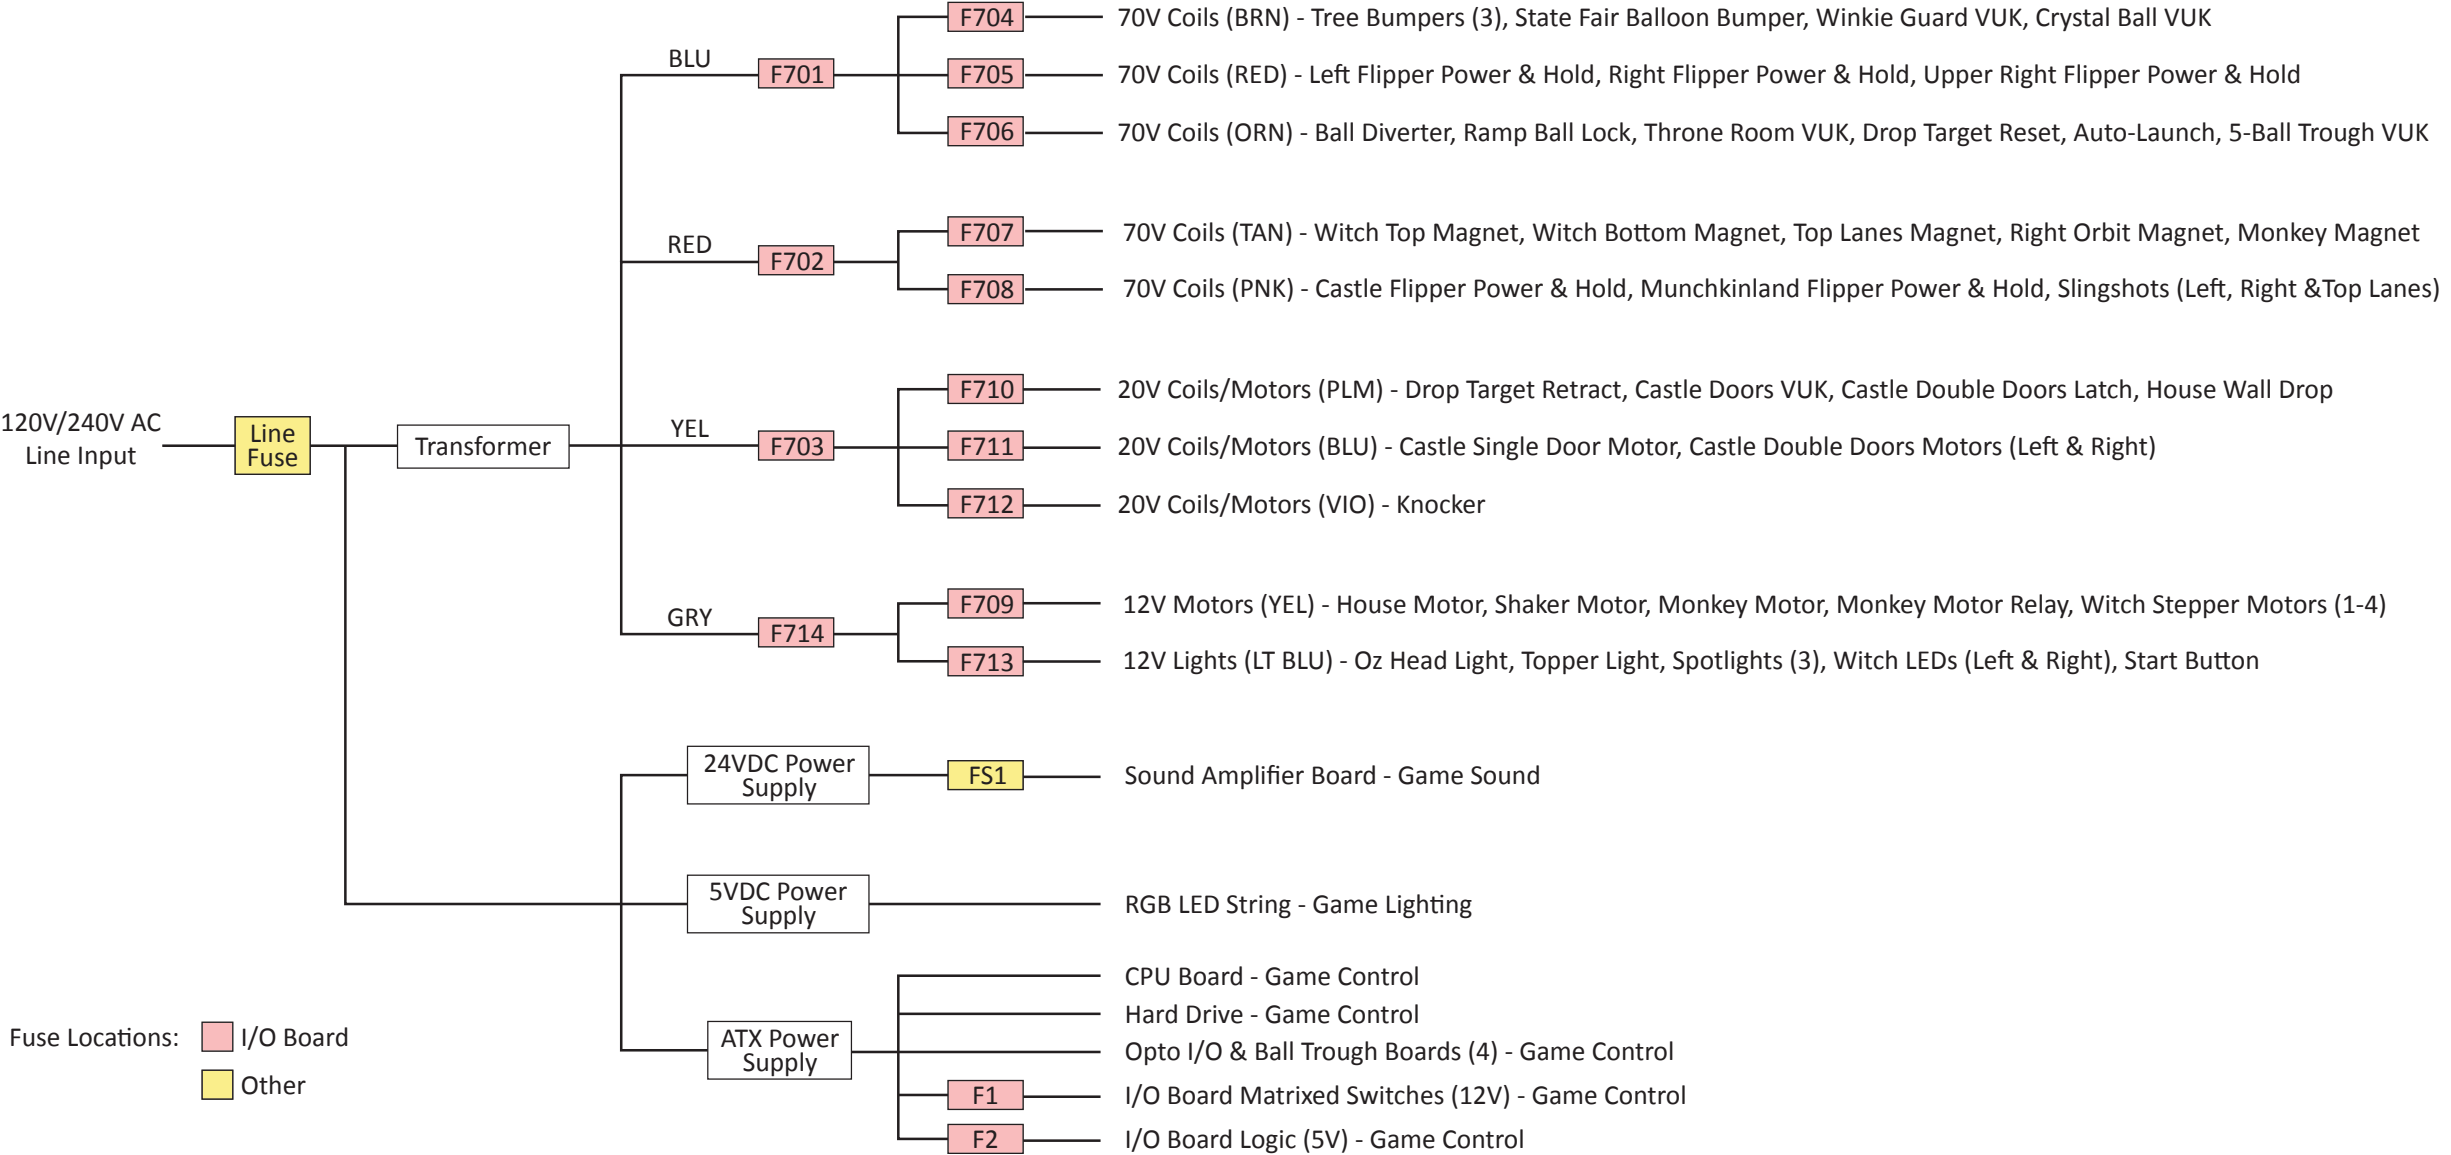 F704 70V Coils (BRN) - Tree Bumpers (3), State Fair Balloon Bumper, Winkie Guard VUK, Crystal Ball VUK
BLU
F701
F705 70V Coils (RED) - Left Flipper Power & Hold, Right Flipper Power & Hold, Upper Right Flipper Power & Hold
F706 70V Coils (ORN) - Ball Diverter, Ramp Ball Lock, Throne Room VUK, Drop Target Reset, Auto-Launch, 5-Ball Trough VUK
F707 70V Coils (TAN) - Witch Top Magnet, Witch Bottom Magnet, Top Lanes Magnet, Right Orbit Magnet, Monkey Magnet
RED
F702
F708 70V Coils (PNK) - Castle Flipper Power & Hold, Munchkinland Flipper Power & Hold, Slingshots (Left, Right &Top Lanes)
F710 20V Coils/Motors (PLM) - Drop Target Retract, Castle Doors VUK, Castle Double Doors Latch, House Wall Drop
120V/240V AC
Line Input
Line
Fuse
Transformer
YEL
F703
F711 20V Coils/Motors (BLU) - Castle Single Door Motor, Castle Double Doors Motors (Left & Right)
F712 20V Coils/Motors (VIO) - Knocker
F709 12V Motors (YEL) - House Motor, Shaker Motor, Monkey Motor, Monkey Motor Relay, Witch Stepper Motors (1-4)
GRY
F714
F713 12V Lights (LT BLU) - Oz Head Light, Topper Light, Spotlights (3), Witch LEDs (Left & Right), Start Button
24VDC Power
Supply
FS1 Sound Amplifier Board - Game Sound
5VDC Power
Supply
RGB LED String - Game Lighting
CPU Board - Game Control
Hard Drive - Game Control
ATX Power
Supply
Opto I/O & Ball Trough Boards (4) - Game Control
F1 I/O Board Matrixed Switches (12V) - Game Control
F2 I/O Board Logic (5V) - Game Control
Fuse Locations: I/O Board
Other